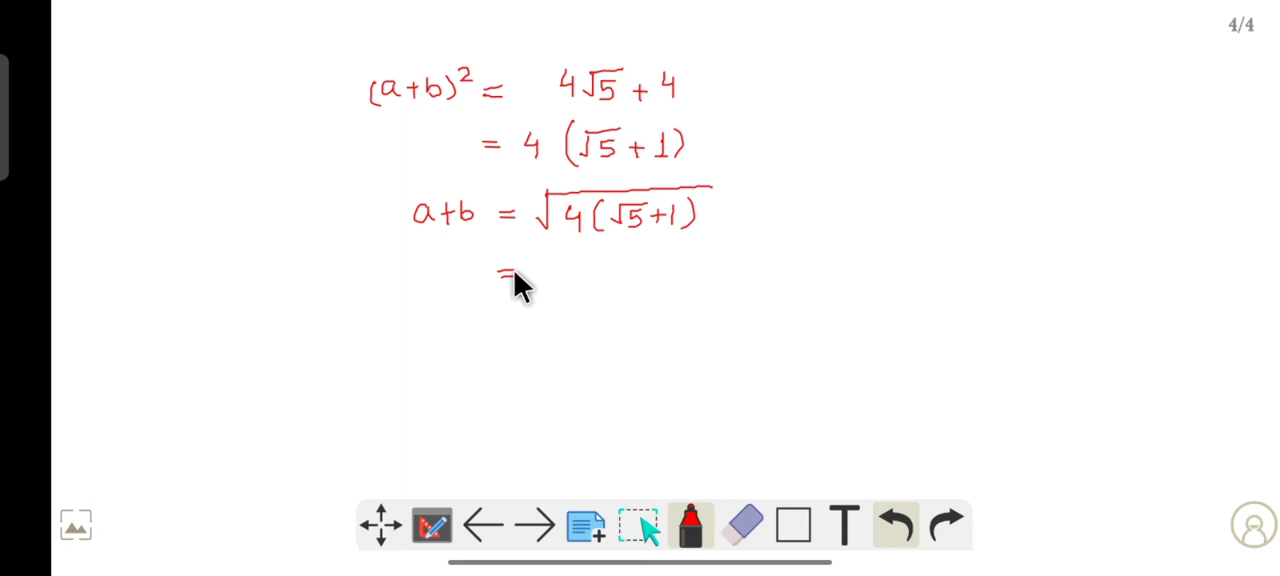 4/4
(a+b)² = 4√5 + 4
= 4 (√5 + 1)
a+b = √4(√5+1)
=
T